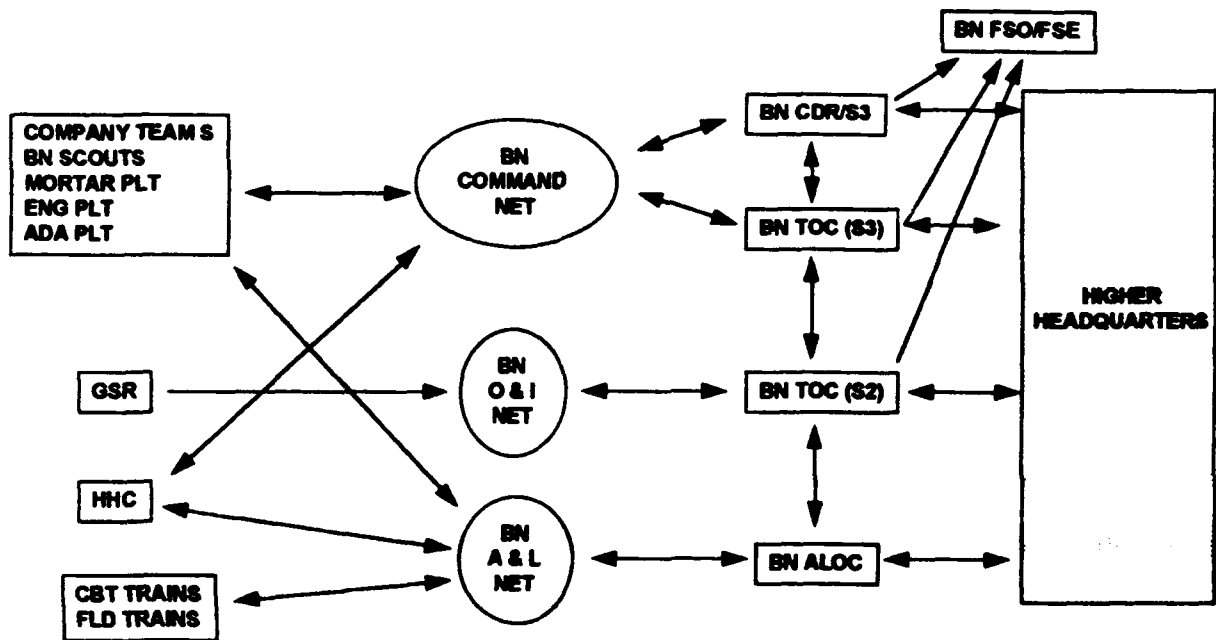 BN FSO/FSE
COMPANY TEAM S
BN SCOUTS
MORTAR PLT
ENG PLT
ADA PLT
BN
COMMAND
NET
BN CDR/S3
BN TOC (S3)
HIGHER
HEADQUARTERS
GSR
BN
O & I
NET
BN TOC (S2)
HHC
BN
A & L
NET
BN ALOC
CBT TRAINS
FLD TRAINS